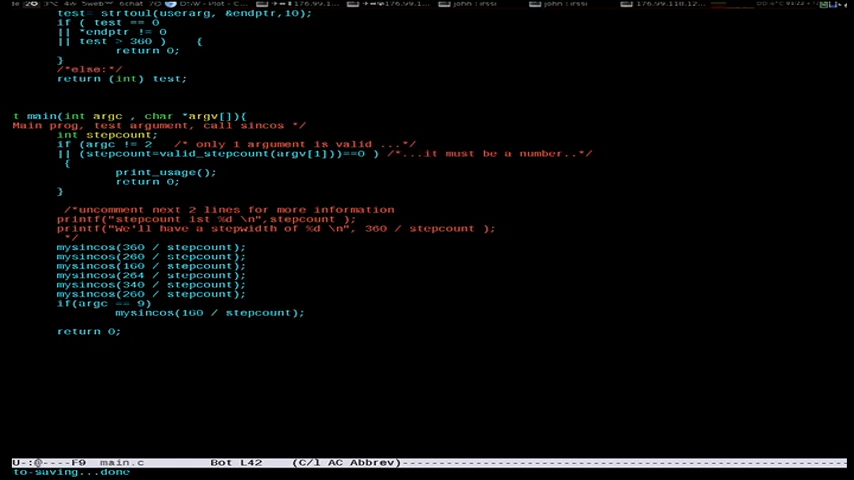 test= strtoul(userarg, &endptr,10);
if ( test == 0
|| *endptr != 0
|| test > 360 )    {
return 0;
}
/*else:*/
return (int) test;
t main(int argc , char *argv[]){
Main prog, test argument, call sincos */
int stepcount;
if (argc != 2   /* only 1 argument is valid ...*/
|| (stepcount=valid_stepcount(argv[1]))==0 ) /*...it must be a number..*/
{
print_usage();
return 0;
}
/*uncomment next 2 lines for more information
printf("stepcount ist %d \n",stepcount );
printf("We'll have a stepwidth of %d \n", 360 / stepcount );
*/
mysincos(360 / stepcount);
mysincos(260 / stepcount);
mysincos(160 / stepcount);
mysincos(264 / stepcount);
mysincos(340 / stepcount);
mysincos(260 / stepcount);
if(argc == 9)
mysincos(160 / stepcount);
return 0;
U-:@----F9  main.c          Bot L42    (C/l AC Abbrev)
to-saving...done